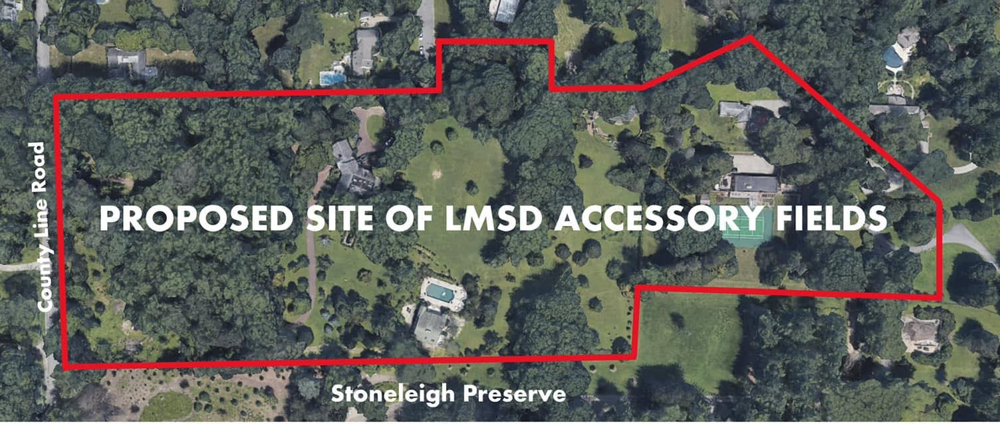 PROPOSED SITE OF LMSD ACCESSORY FIELDS
County Line Road
Stoneleigh Preserve